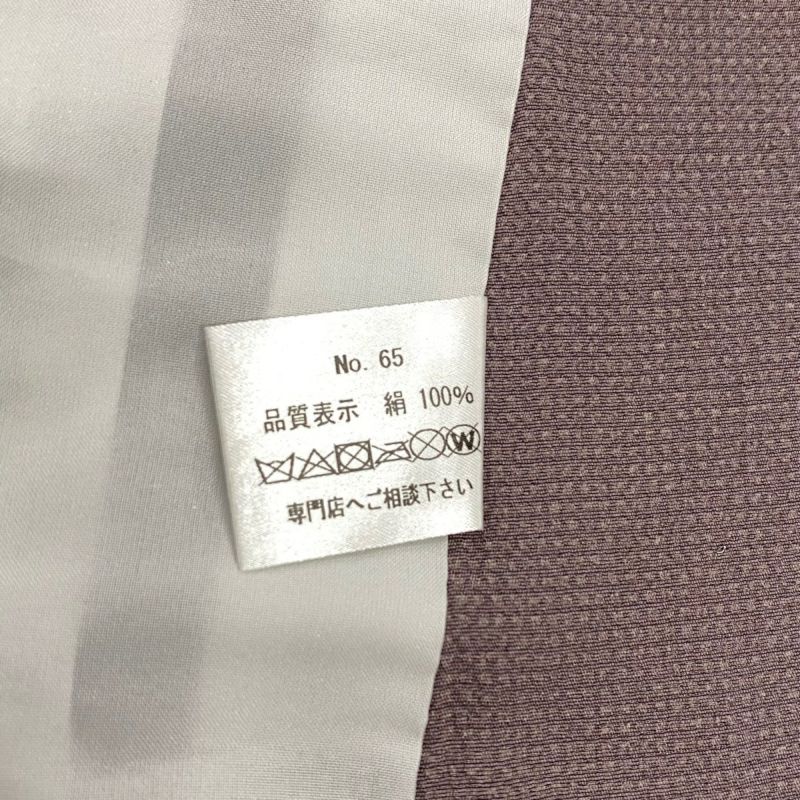 No. 65
品質表示 絹 100%
W
専門店へご相談下さい